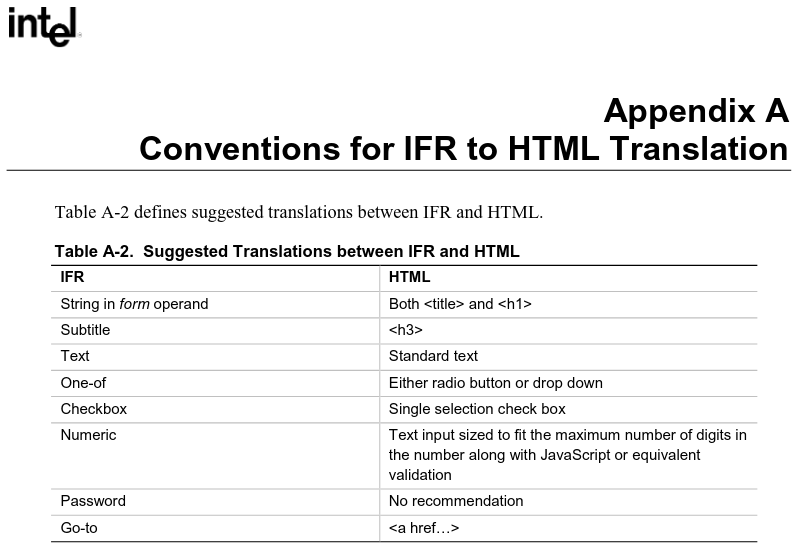 intel
Appendix A
Conventions for IFR to HTML Translation
Table A-2 defines suggested translations between IFR and HTML.
Table A-2. Suggested Translations between IFR and HTML
IFR HTML
String in form operand Both <title> and <h1>
Subtitle <h3>
Text Standard text
One-of Either radio button or drop down
Checkbox Single selection check box
Numeric Text input sized to fit the maximum number of digits in
the number along with JavaScript or equivalent
validation
Password No recommendation
Go-to <a href…>